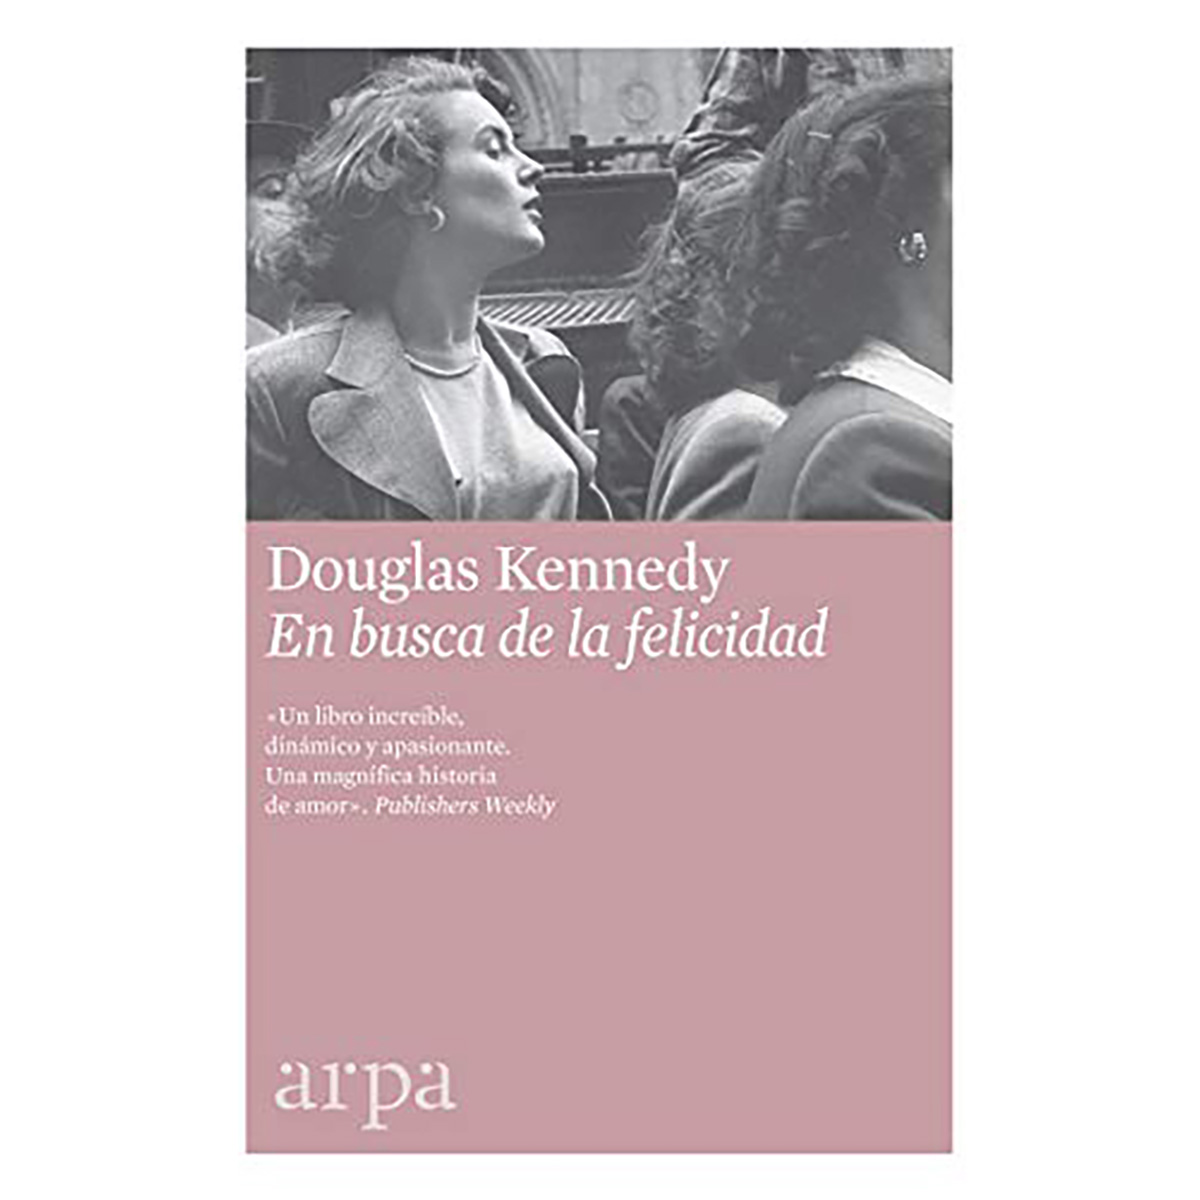 Douglas Kennedy
En busca de la felicidad
«Un libro increíble,
dinámico y apasionante.
Una magnífica historia
de amor». Publishers Weekly
arpa